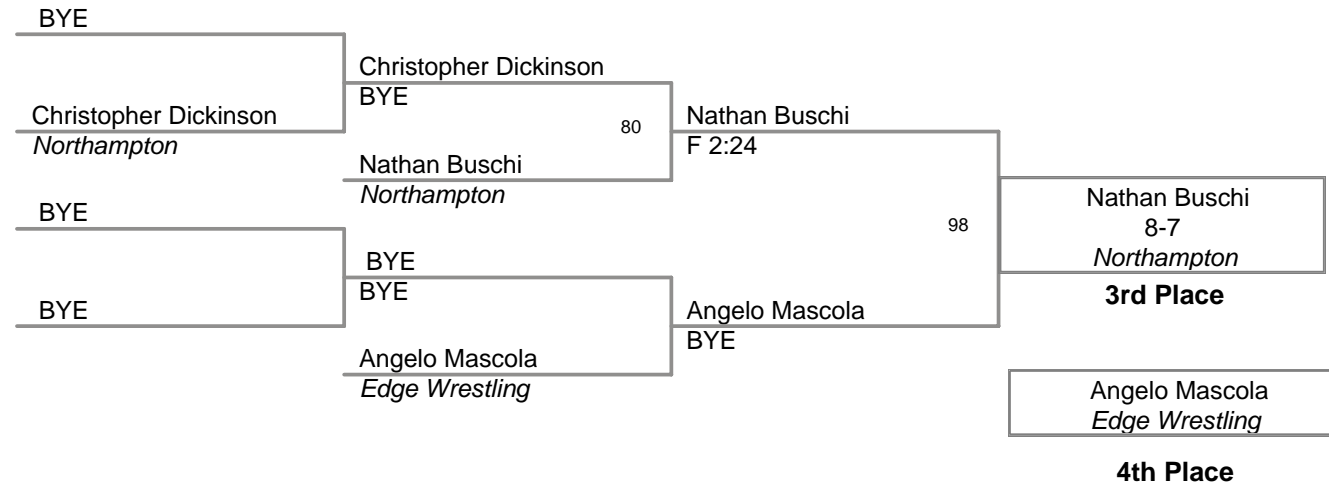 BYE
Christopher Dickinson
BYE
Christopher Dickinson
Northampton
80
Nathan Buschi
F 2:24
Nathan Buschi
Northampton
BYE
98
Nathan Buschi
8-7
Northampton
3rd Place
BYE
BYE
BYE
Angelo Mascola
BYE
Angelo Mascola
Edge Wrestling
Angelo Mascola
Edge Wrestling
4th Place